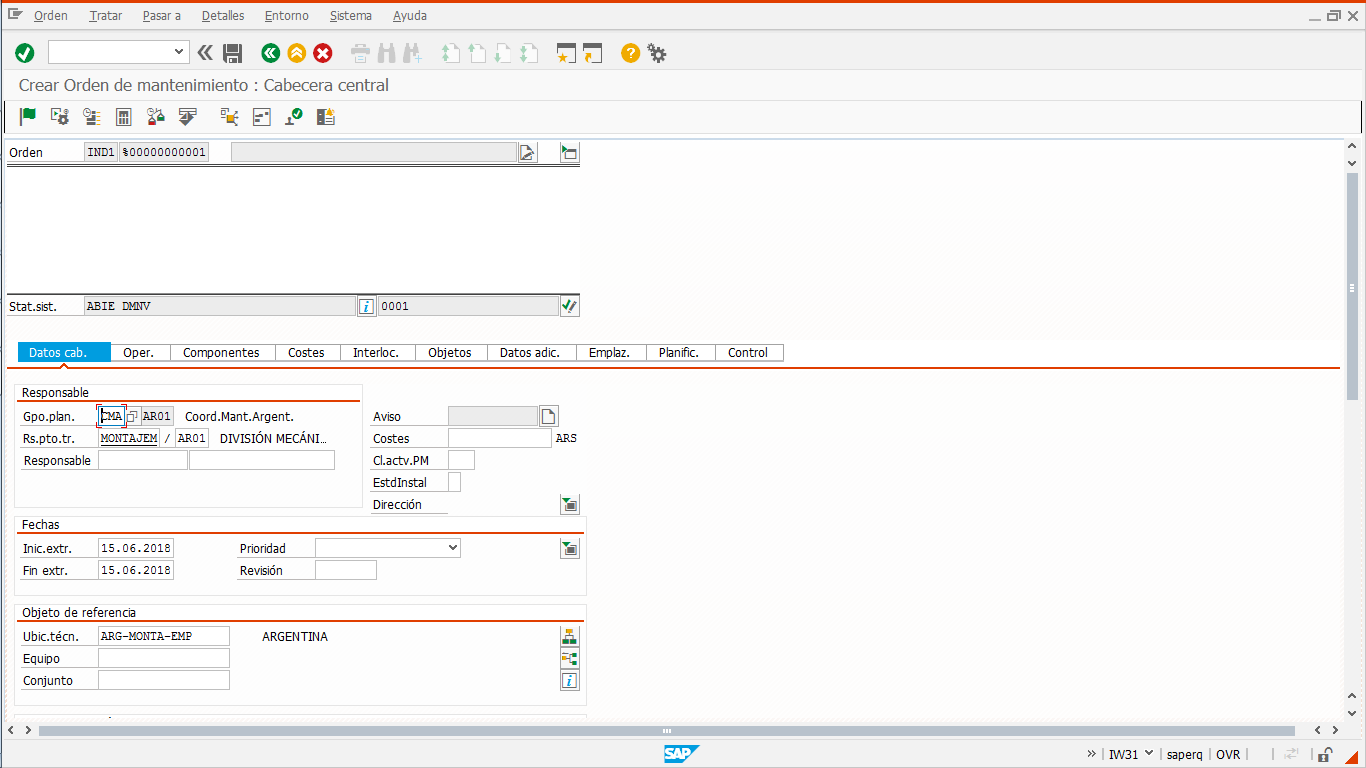 Orden Tratar Pasar a Detalles Entorno Sistema Ayuda
Crear Orden de mantenimiento : Cabecera central
Orden IND1 %00000000001
Stat.sist. ABIE DMNV 0001
Datos cab. Oper. Componentes Costes Interloc. Objetos Datos adic. Emplaz. Planific. Control
Responsable
Gpo.plan. CMA AR01 Coord.Mant.Argent. Aviso
Rs.pto.tr. MONTAJEM / AR01 DIVISIÓN MECÁNI... Costes ARS
Responsable Cl.actv.PM
EstdInstal
Dirección
Fechas
Inic.extr. 15.06.2018 Prioridad
Fin extr. 15.06.2018 Revisión
Objeto de referencia
Ubic.técn. ARG-MONTA-EMP ARGENTINA
Equipo
Conjunto
SAP » IW31 saperq OVR